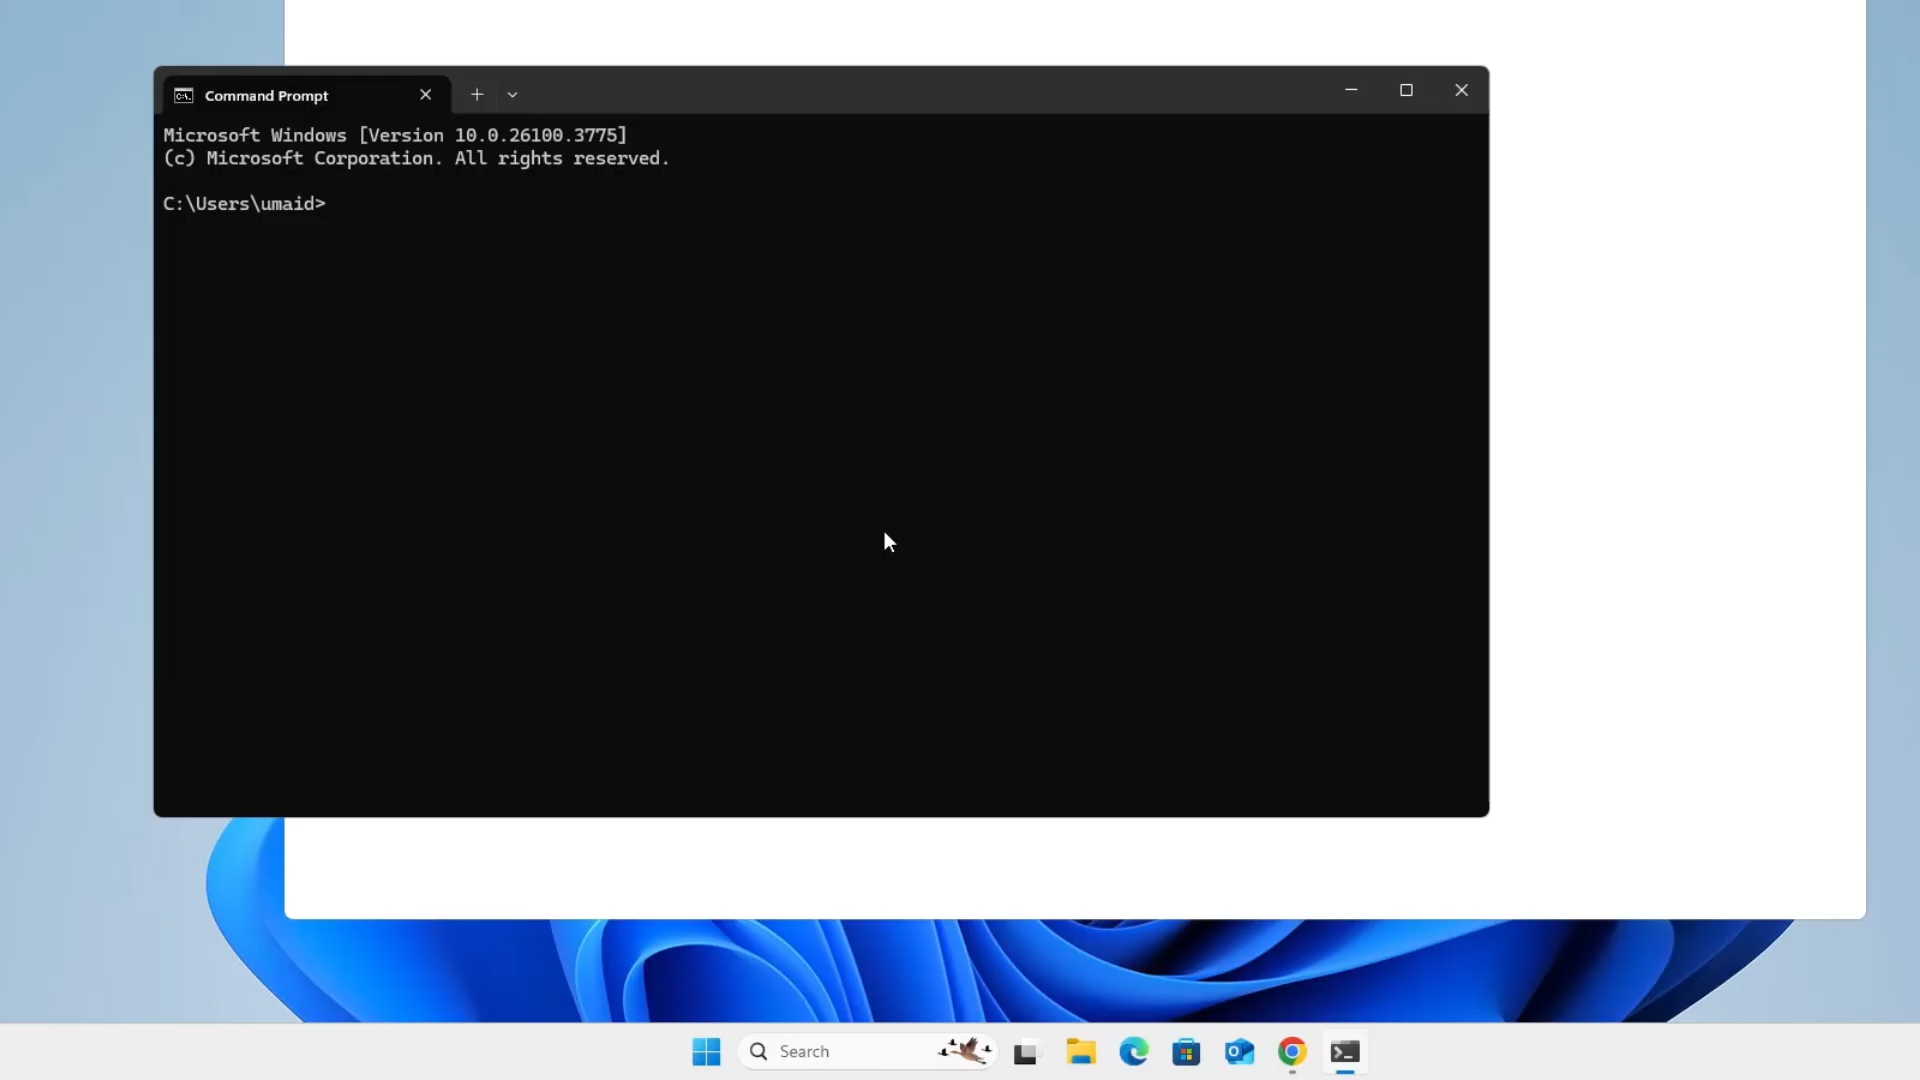 Command Prompt
Microsoft Windows [Version 10.0.26100.3775]
(c) Microsoft Corporation. All rights reserved.
C:\Users\umaid>
Search